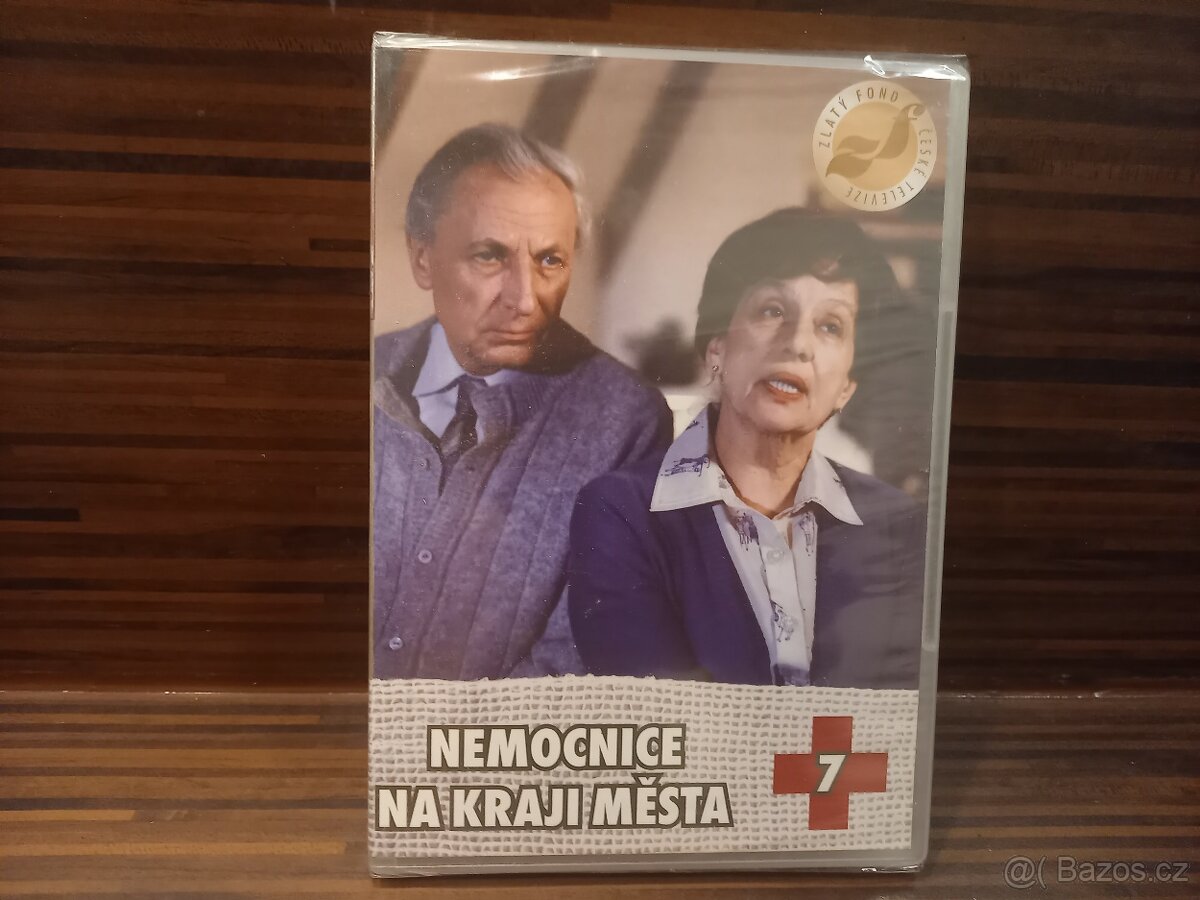 ZLATÝ FOND ČESKÉ TELEVIZE
NEMOCNICE
NA KRAJI MĚSTA
7
@( Bazos.cz